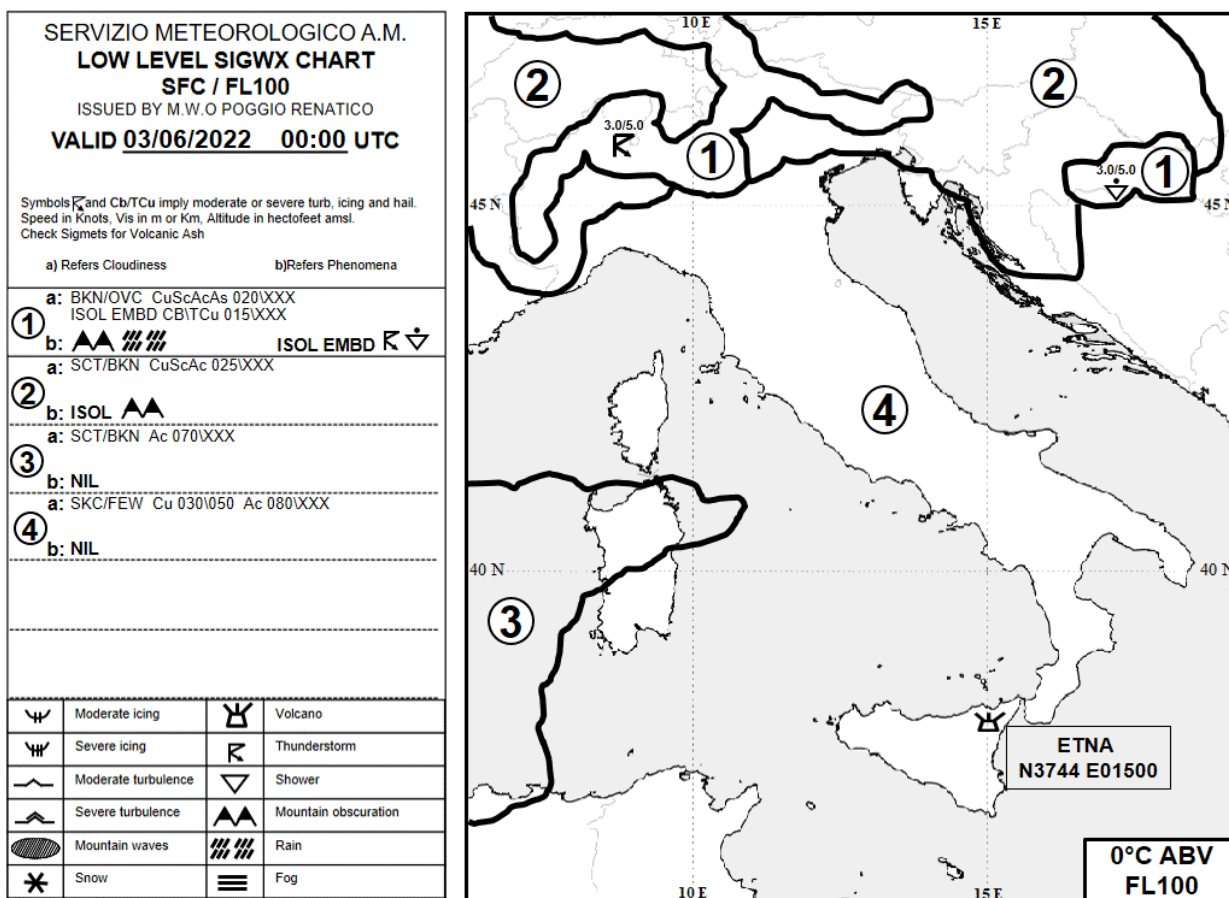 SERVIZIO METEOROLOGICO A.M.
LOW LEVEL SIGWX CHART
SFC / FL100
ISSUED BY M.W.O POGGIO RENATICO
VALID 03/06/2022 00:00 UTC
Symbols and Cb/TCu imply moderate or severe turb, icing and hail.
Speed in Knots, Vis in m or Km, Altitude in hectofeet amsl.
Check Sigmets for Volcanic Ash
a) Refers Cloudiness b)Refers Phenomena
1
a: BKN/OVC CuScAcAs 020\XXX
ISOL EMBD CB\TCu 015\XXX
b: ISOL EMBD
2
a: SCT/BKN CuScAc 025\XXX
b: ISOL
3
a: SCT/BKN Ac 070\XXX
b: NIL
4
a: SKC/FEW Cu 030\050 Ac 080\XXX
b: NIL
Moderate icing Volcano
Severe icing Thunderstorm
Moderate turbulence Shower
Severe turbulence Mountain obscuration
Mountain waves Rain
Snow Fog
10 E 15 E
2 2
3.0/5.0
1
3.0/5.0
1
45 N 45 N
4
40 N 40 N
3
ETNA
N3744 E01500
0°C ABV
FL100
10 E 15 E